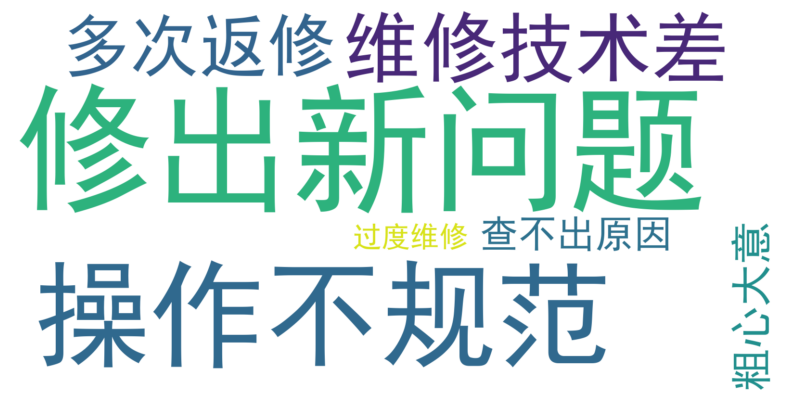 多次返修
维修技术差
修出新问题
过度维修
查不出原因
操作不规范
粗心大意